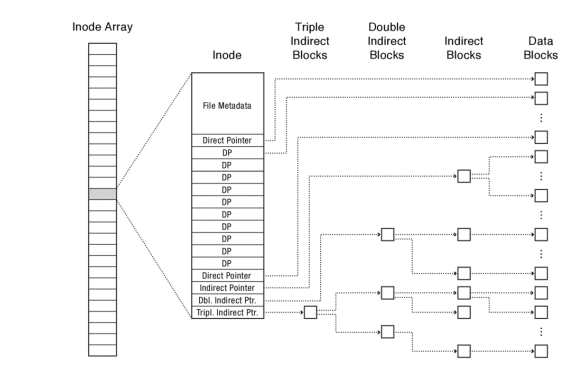 Inode Array
Inode
Triple
Indirect
Blocks
Double
Indirect
Blocks
Indirect
Blocks
Data
Blocks
File Metadata
Direct Pointer
DP
DP
DP
DP
DP
DP
DP
DP
DP
DP
Direct Pointer
Indirect Pointer
Dbl. Indirect Ptr.
Tripl. Indirect Ptr.